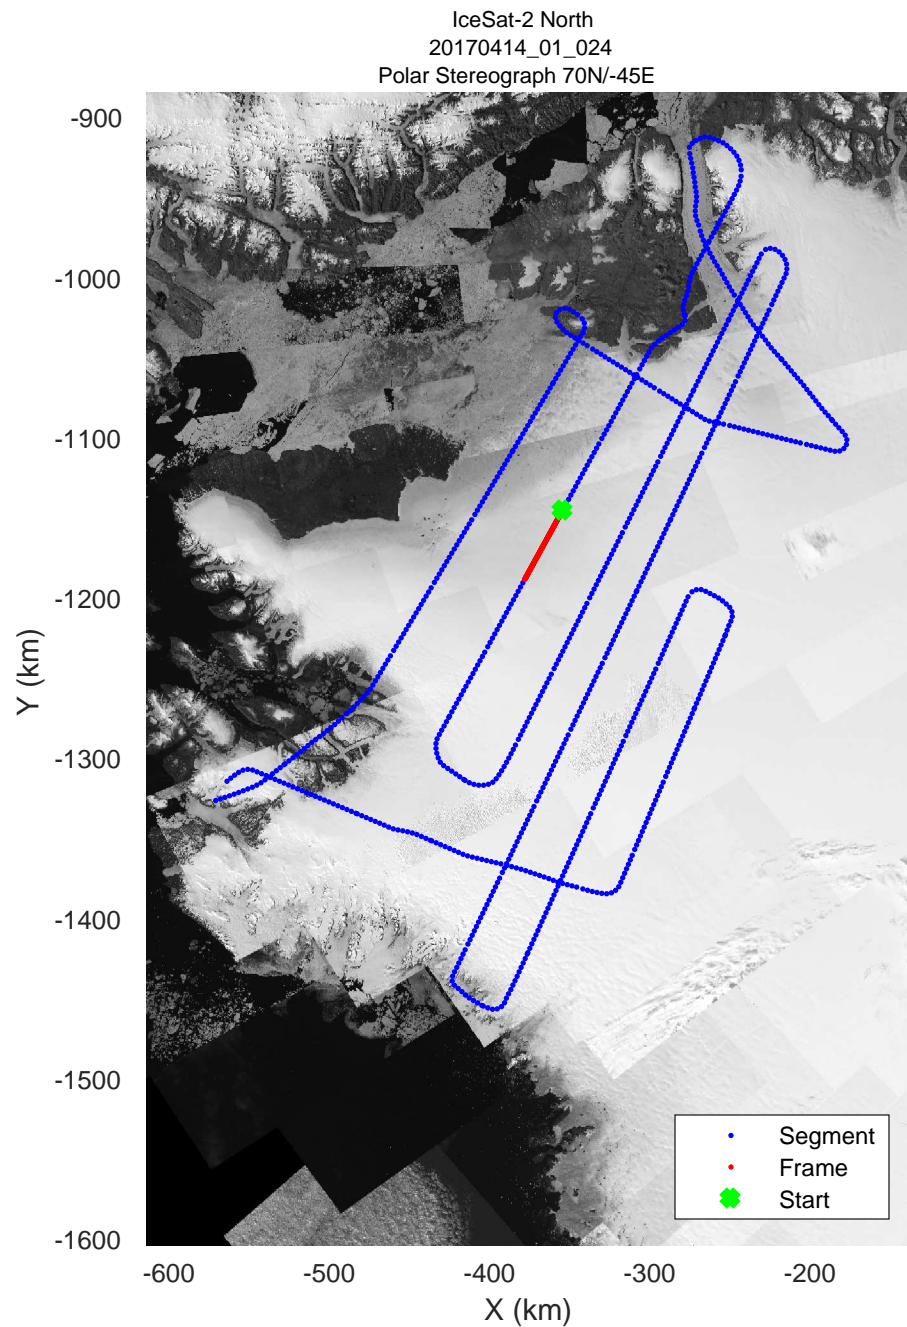 IceSat-2 North
20170414_01_024
Polar Stereograph 70N/-45E
-900
-1000
-1100
-1200
-1300
-1400
-1500
-1600
Y (km)
Segment
Frame
Start
-600 -500 -400 -300 -200
X (km)